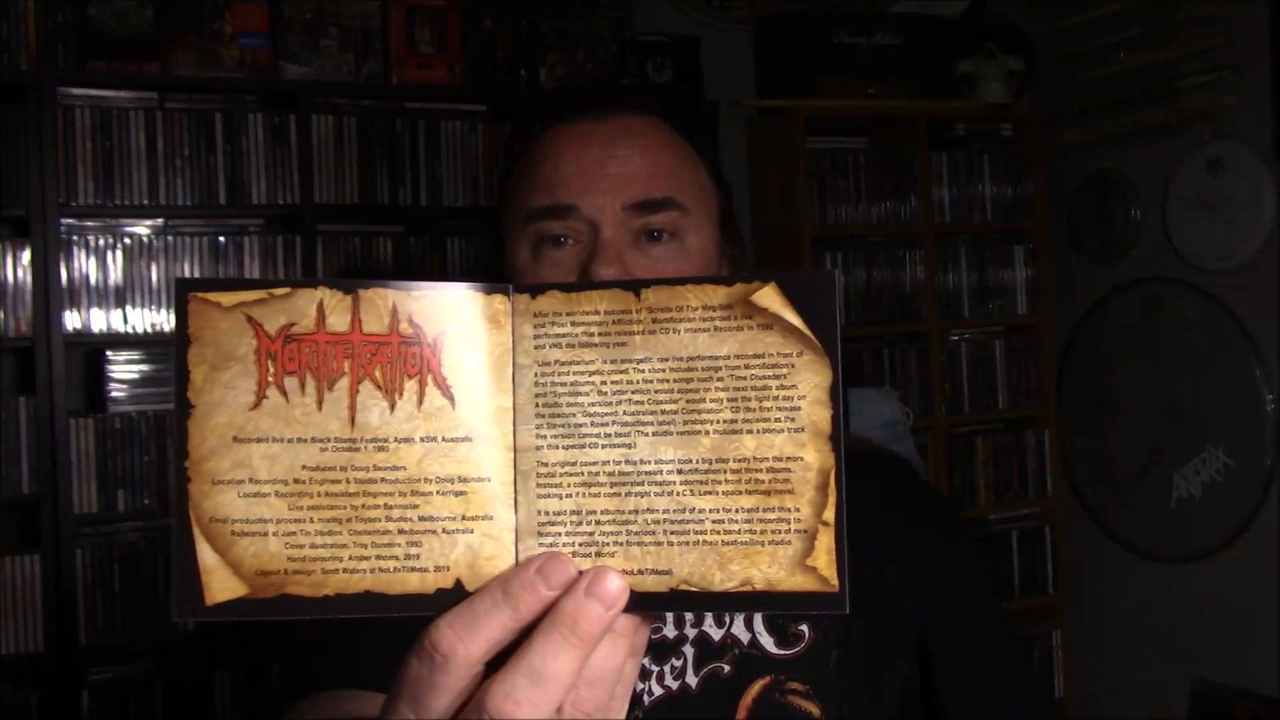 MORTIFICATION
Recorded live at the Black Stump Festival, Appin, NSW, Australia
on October 1, 1993
Produced by Doug Saunders
Location Recording, Mix Engineer & Studio Production by Doug Saunders
Location Recording & Assistant Engineer by Shaun Kerrigan
Live assistance by Keith Bannister
Final production process & mixing at Toybox Studios, Melbourne, Australia
Rehearsal at Jam Tin Studios, Cheltenham, Melbourne, Australia
Cover illustration, Troy Dunmire, 1993
Hand colouring: Amber Waters, 2019
Layout & design: Scott Waters at NoLifeTilMetal, 2019
After the worldwide success of "Scrolls Of The Megilloth"
and "Post Momentary Affliction", Mortification recorded a live
performance that was released on CD by Intense Records in 1993
and VHS the following year.
"Live Planetarium" is an energetic, raw live performance recorded in front of
a loud and energetic crowd. The show includes songs from Mortification's
first three albums, as well as a few new songs such as "Time Crusaders"
and "Symbiosis", the latter which would appear on their next studio album.
A studio demo version of "Time Crusader" would only see the light of day on
the obscure "Godspeed: Australian Metal Compilation" CD (the first release
on Steve's own Rowe Productions label) - probably a wise decision as the
live version cannot be beat! (The studio version is included as a bonus track
on this special CD pressing.)
The original cover art for this live album took a big step away from the more
brutal artwork that had been present on Mortification's last three albums.
Instead, a computer generated creature adorned the front of the album,
looking as if it had come straight out of a C.S. Lewis space fantasy novel.
It is said that live albums are often an end of an era for a band and this is
certainly true of Mortification. "Live Planetarium" was the last recording to
feature drummer Jayson Sherlock - it would lead the band into an era of new
music and would be the forerunner to one of their best-selling studio
"Blood World".
NoLifeTilMetal)
ANTHRAX